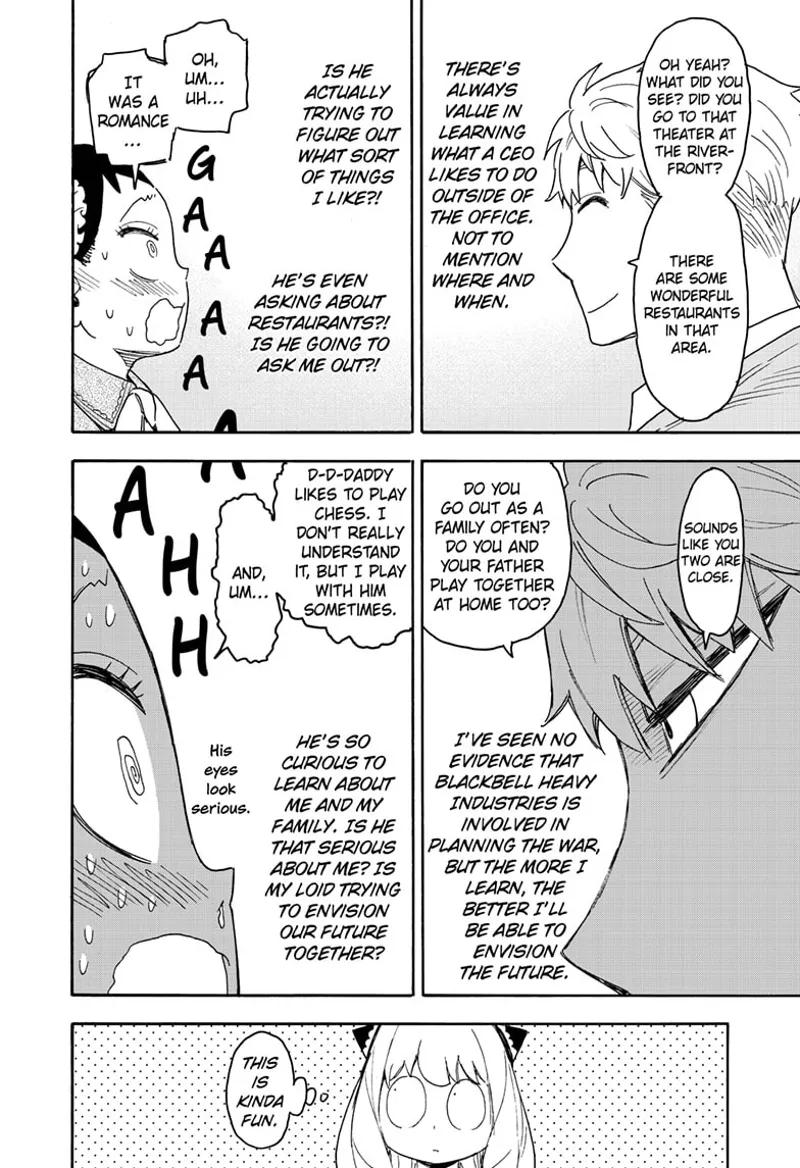 OH YEAH?
WHAT DID YOU
SEE? DID YOU
GO TO THAT
THEATER AT
THE RIVER-
FRONT?
THERE
ARE SOME
WONDERFUL
RESTAURANTS
IN THAT
AREA.
THERE'S
ALWAYS
VALUE IN
LEARNING
WHAT A CEO
LIKES TO DO
OUTSIDE OF
THE OFFICE.
NOT TO
MENTION
WHERE AND
WHEN.
IS HE
ACTUALLY
TRYING TO
FIGURE OUT
WHAT SORT
OF THINGS
I LIKE?!
HE'S EVEN
ASKING ABOUT
RESTAURANTS?!
IS HE GOING TO
ASK ME OUT?!
OH,
UM...
UH...
IT
WAS A
ROMANCE
...
GAAAAAA
SOUNDS
LIKE YOU
TWO ARE
CLOSE.
DO YOU
GO OUT AS A
FAMILY OFTEN?
DO YOU AND
YOUR FATHER
PLAY TOGETHER
AT HOME TOO?
I'VE SEEN NO
EVIDENCE THAT
BLACKBELL HEAVY
INDUSTRIES IS
INVOLVED IN
PLANNING THE WAR,
BUT THE MORE I
LEARN, THE
BETTER I'LL
BE ABLE TO
ENVISION
THE FUTURE.
D-D-DADDY
LIKES TO PLAY
CHESS. I
DON'T REALLY
UNDERSTAND
IT, BUT I PLAY
WITH HIM
SOMETIMES.
AND,
UM...
AAHHH
HE'S SO
CURIOUS TO
LEARN ABOUT
ME AND MY
FAMILY. IS HE
THAT SERIOUS
ABOUT ME? IS
MY LOID TRYING
TO ENVISION
OUR FUTURE
TOGETHER?
His
eyes
look
serious.
THIS
IS
KINDA
FUN.